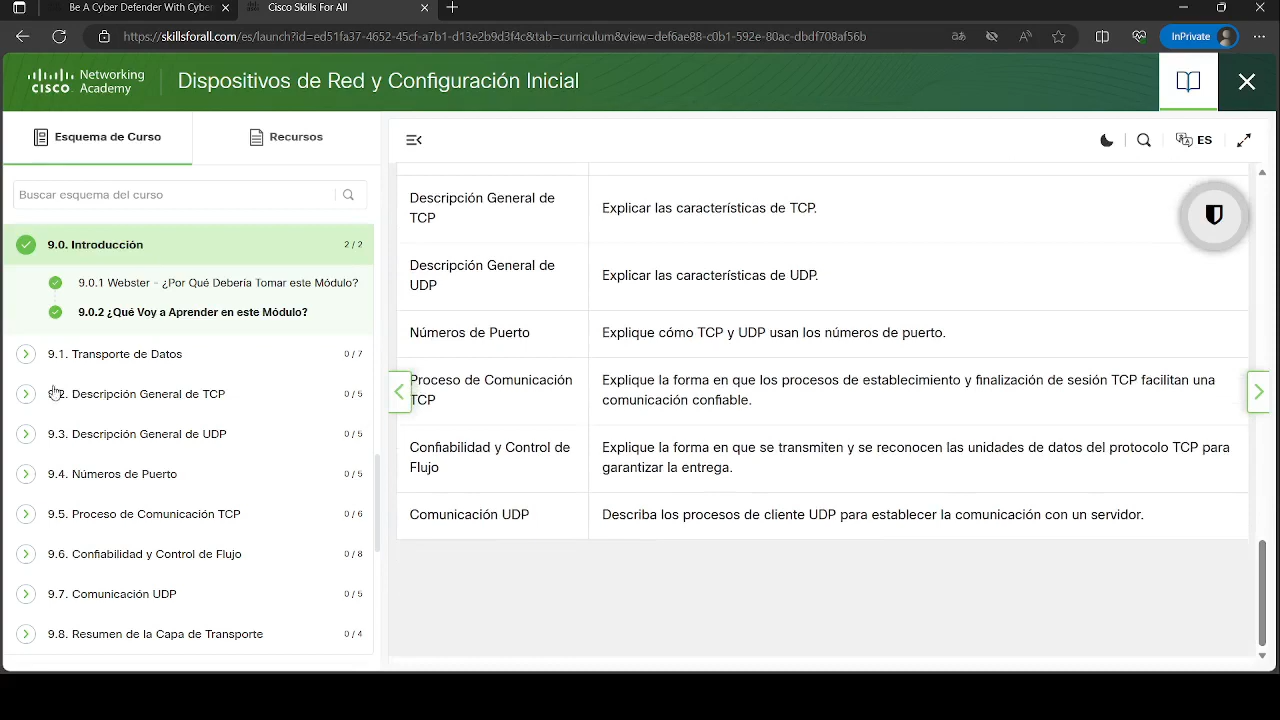 Be A Cyber Defender With Cyber
Cisco Skills For All
https://skillsforall.com/es/launch?id=ed51fa37-4652-45cf-a7b1-d13e2b9d3f4c&tab=curriculum&view=def6ae88-c0b1-592e-80ac-dbdf708af56b
InPrivate
CISCO Networking Academy
Dispositivos de Red y Configuración Inicial
Esquema de Curso
Recursos
ES
Buscar esquema del curso
9.0. Introducción 2 / 2
9.0.1 Webster - ¿Por Qué Debería Tomar este Módulo?
9.0.2 ¿Qué Voy a Aprender en este Módulo?
9.1. Transporte de Datos 0 / 7
9.2. Descripción General de TCP 0 / 5
9.3. Descripción General de UDP 0 / 5
9.4. Números de Puerto 0 / 5
9.5. Proceso de Comunicación TCP 0 / 6
9.6. Confiabilidad y Control de Flujo 0 / 8
9.7. Comunicación UDP 0 / 5
9.8. Resumen de la Capa de Transporte 0 / 4
Descripción General de
TCP
Explicar las características de TCP.
Descripción General de
UDP
Explicar las características de UDP.
Números de Puerto
Explique cómo TCP y UDP usan los números de puerto.
Proceso de Comunicación
TCP
Explique la forma en que los procesos de establecimiento y finalización de sesión TCP facilitan una
comunicación confiable.
Confiabilidad y Control de
Flujo
Explique la forma en que se transmiten y se reconocen las unidades de datos del protocolo TCP para
garantizar la entrega.
Comunicación UDP
Describa los procesos de cliente UDP para establecer la comunicación con un servidor.